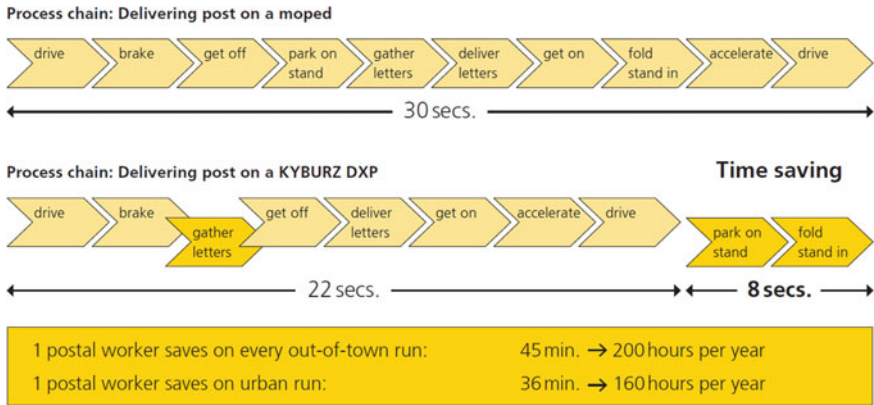 Process chain: Delivering post on a moped
drive
brake
get off
park on
stand
gather
letters
deliver
letters
get on
fold
stand in
accelerate
drive
30 secs.
Process chain: Delivering post on a KYBURZ DXP
Time saving
drive
brake
gather
letters
get off
deliver
letters
get on
accelerate
drive
park on
stand
fold
stand in
22 secs.
8 secs.
1 postal worker saves on every out-of-town run: 45 min. → 200 hours per year
1 postal worker saves on urban run: 36 min. → 160 hours per year